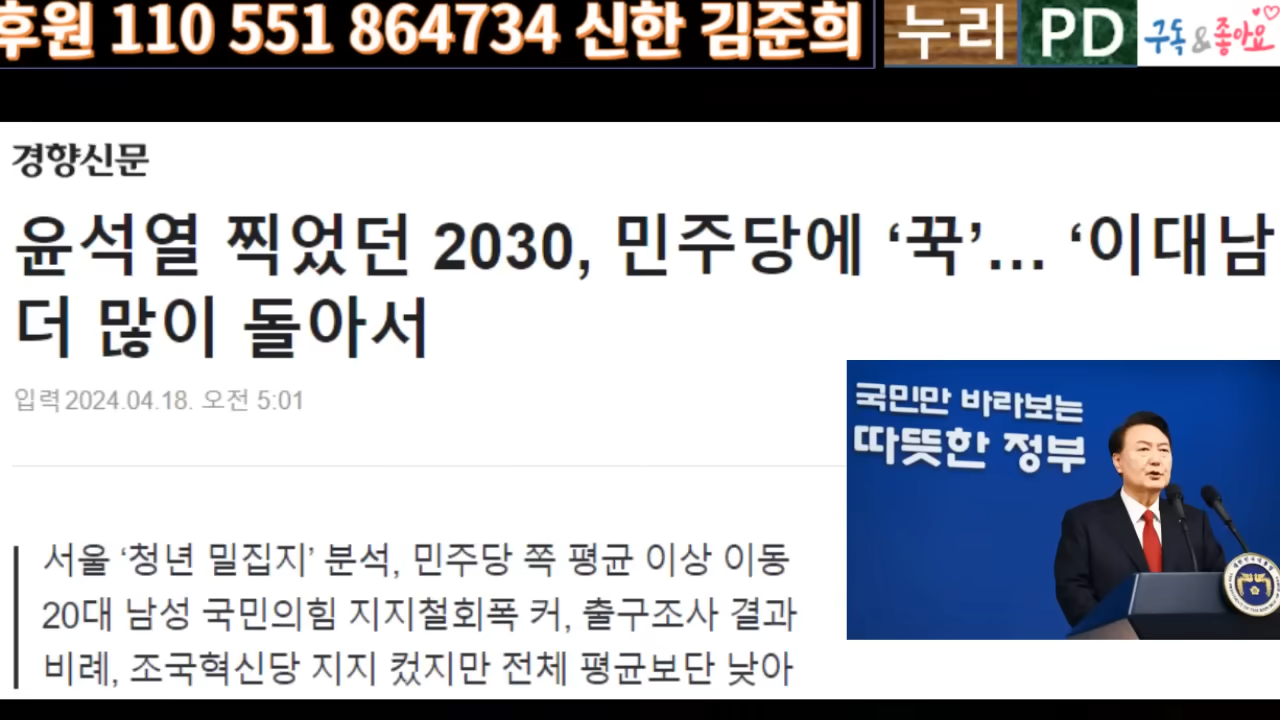 후원 110 551 864734 신한 김준희
누리 PD 구독&좋아요
경향신문
윤석열 찍었던 2030, 민주당에 ‘꾹’… ‘이대남
더 많이 돌아서
입력2024.04.18. 오전 5:01
국민만 바라보는
따뜻한 정부
서울 ‘청년 밀집지’ 분석, 민주당 쪽 평균 이상 이동
20대 남성 국민의힘 지지철회폭 커, 출구조사 결과
비례, 조국혁신당 지지 컸지만 전체 평균보단 낮아